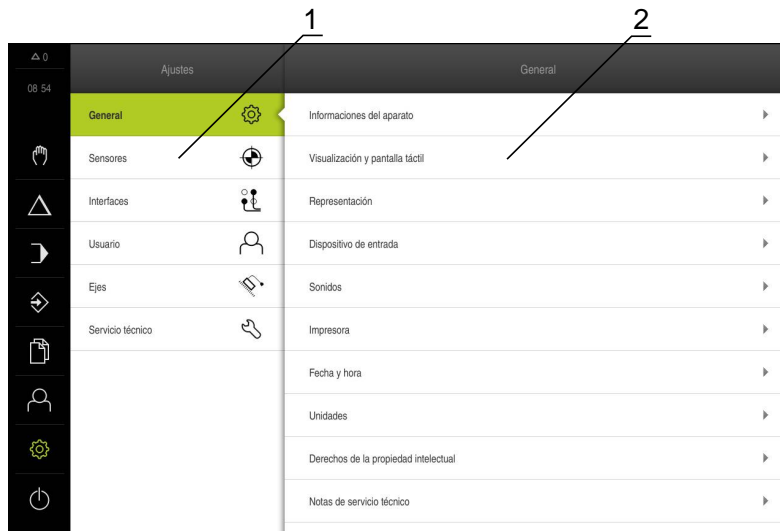 1
2
0
Ajustes
General
08 54
General
Informaciones del aparato
Sensores
Visualización y pantalla táctil
Interfaces
Representación
Usuario
Dispositivo de entrada
Ejes
Sonidos
Servicio técnico
Impresora
Fecha y hora
Unidades
Derechos de la propiedad intelectual
Notas de servicio técnico